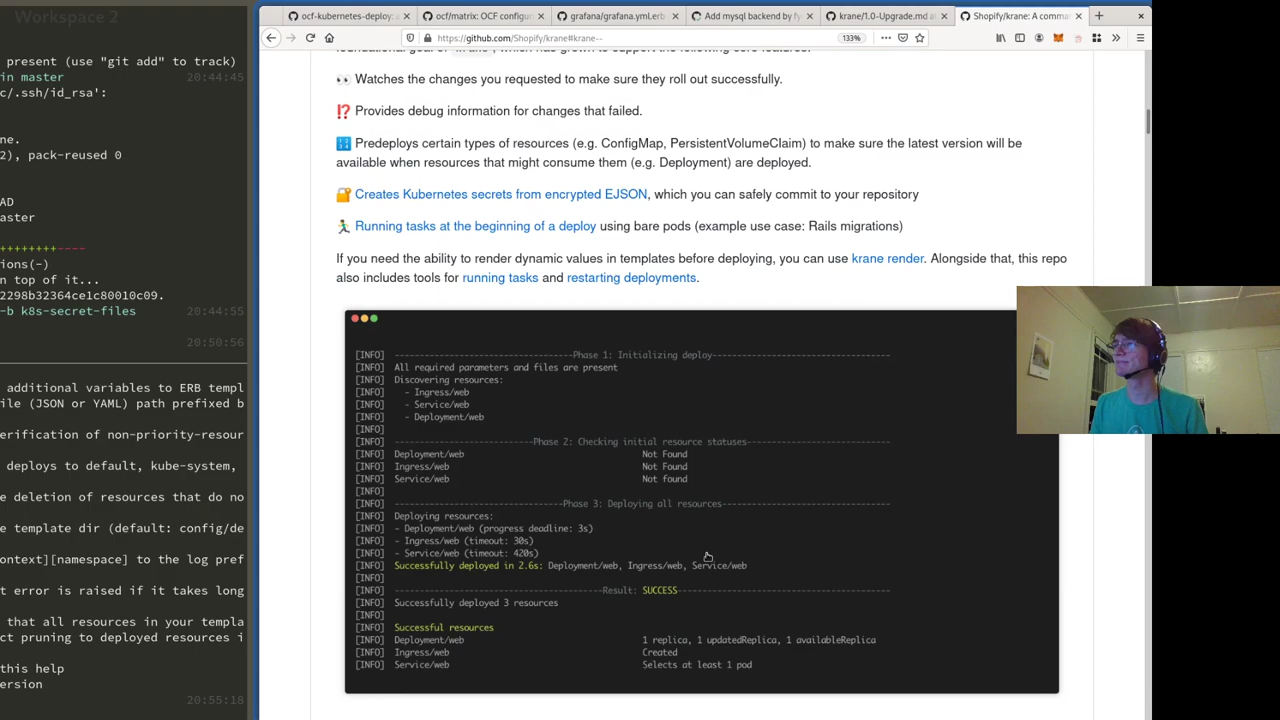 Workspace 2
present (use "git add" to track)
in master
20:44:45
c/.ssh/id_rsa':
ne.
2), pack-reused 0
AD
aster
++++++++----
ions(-)
n top of it...
2298b32364ce1c80010c09.
-b k8s-secret-files
20:44:55
20:50:56
additional variables to ERB templ
ile (JSON or YAML) path prefixed b
erification of non-priority-resour
deploys to default, kube-system,
e deletion of resources that do no
e template dir (default: config/de
ontext][namespace] to the log pref
t error is raised if it takes long
that all resources in your templa
ct pruning to deployed resources i
this help
ersion
20:55:18
ocf-kubernetes-deploy: a
ocf/matrix: OCF configur
grafana/grafana.yml.erb
Add mysql backend by fy
krane/1.0-Upgrade.md at
Shopify/krane: A comman
https://github.com/Shopify/krane#krane--
133%
👀 Watches the changes you requested to make sure they roll out successfully.
⁉️ Provides debug information for changes that failed.
🔢 Predeploys certain types of resources (e.g. ConfigMap, PersistentVolumeClaim) to make sure the latest version will be
available when resources that might consume them (e.g. Deployment) are deployed.
🔐 Creates Kubernetes secrets from encrypted EJSON, which you can safely commit to your repository
🏃 Running tasks at the beginning of a deploy using bare pods (example use case: Rails migrations)
If you need the ability to render dynamic values in templates before deploying, you can use krane render. Alongside that, this repo
also includes tools for running tasks and restarting deployments.
[INFO] ------------------------------------Phase 1: Initializing deploy------------------------------------
[INFO] All required parameters and files are present
[INFO] Discovering resources:
[INFO] - Ingress/web
[INFO] - Service/web
[INFO] - Deployment/web
[INFO]
[INFO] ----------------------------Phase 2: Checking initial resource statuses-----------------------------
[INFO] Deployment/web Not Found
[INFO] Ingress/web Not Found
[INFO] Service/web Not found
[INFO]
[INFO] ----------------------------------Phase 3: Deploying all resources----------------------------------
[INFO] Deploying resources:
[INFO] - Deployment/web (progress deadline: 3s)
[INFO] - Ingress/web (timeout: 30s)
[INFO] - Service/web (timeout: 420s)
[INFO] Successfully deployed in 2.6s: Deployment/web, Ingress/web, Service/web
[INFO]
[INFO] ------------------------------------------Result: SUCCESS-------------------------------------------
[INFO] Successfully deployed 3 resources
[INFO]
[INFO] Successful resources
[INFO] Deployment/web 1 replica, 1 updatedReplica, 1 availableReplica
[INFO] Ingress/web Created
[INFO] Service/web Selects at least 1 pod